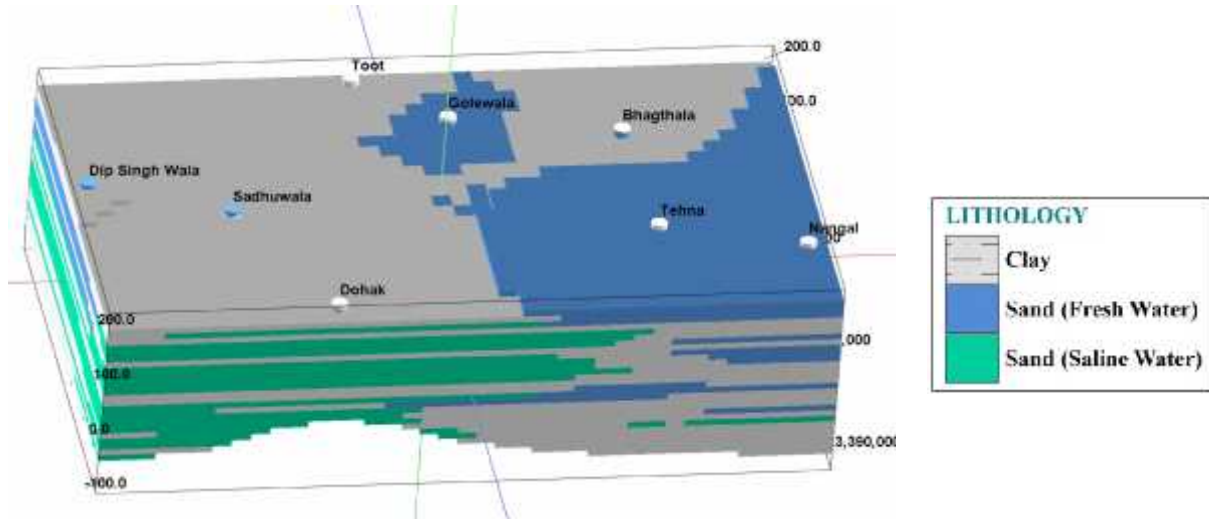 200.0
Toot
00.0
Golewala
Bhagthala
Dip Singh Wala
Sadhuwala
Tehna
Dohak
200.0
,000
100.0
0.0
3,390,000
-100.0
LITHOLOGY
Clay
Sand (Fresh Water)
Sand (Saline Water)